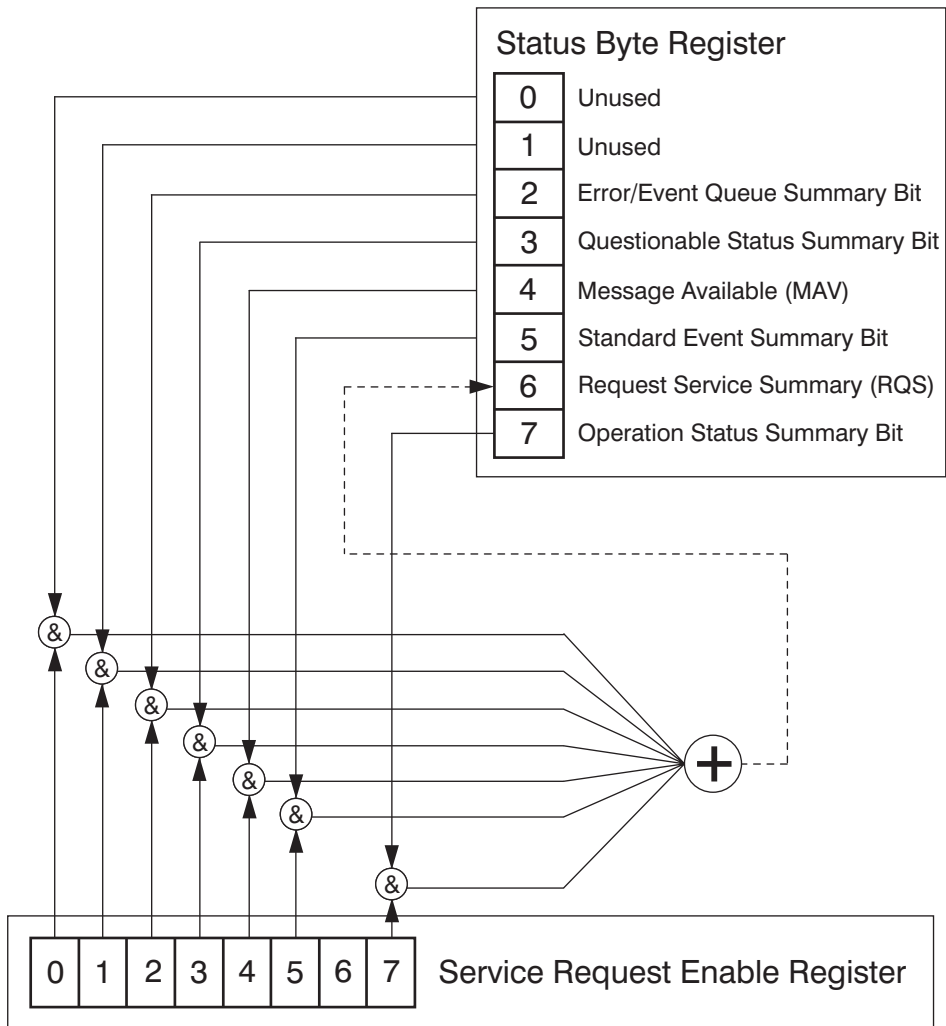 Status Byte Register
0 Unused
1 Unused
2 Error/Event Queue Summary Bit
3 Questionable Status Summary Bit
4 Message Available (MAV)
5 Standard Event Summary Bit
6 Request Service Summary (RQS)
7 Operation Status Summary Bit
&
&
&
&
&
&
&
+
0 1 2 3 4 5 6 7 Service Request Enable Register